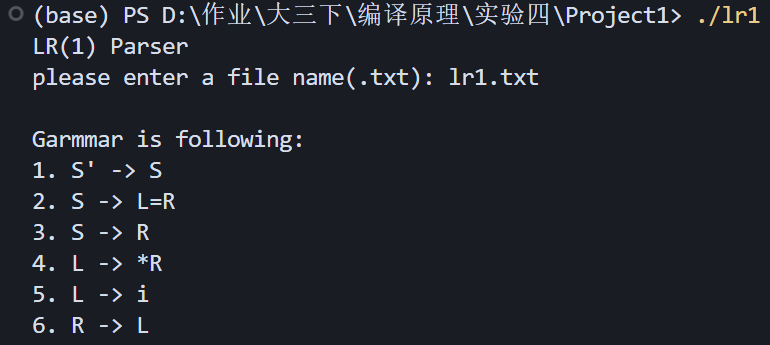 (base) PS D:\作业\大三下\编译原理\实验四\Project1> ./lr1
LR(1) Parser
please enter a file name(.txt): lr1.txt
Garmmar is following:
1. S' -> S
2. S -> L=R
3. S -> R
4. L -> *R
5. L -> i
6. R -> L